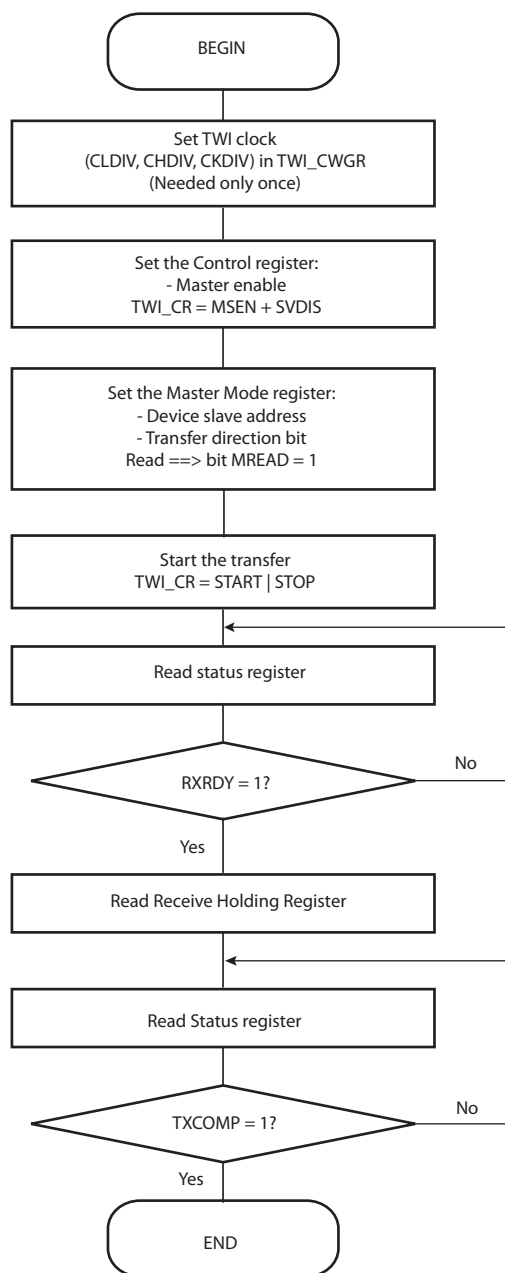 BEGIN
Set TWI clock
(CLDIV, CHDIV, CKDIV) in TWI_CWGR
(Needed only once)
Set the Control register:
- Master enable
TWI_CR = MSEN + SVDIS
Set the Master Mode register:
- Device slave address
- Transfer direction bit
Read ==> bit MREAD = 1
Start the transfer
TWI_CR = START | STOP
Read status register
RXRDY = 1?
No
Yes
Read Receive Holding Register
Read Status register
TXCOMP = 1?
No
Yes
END